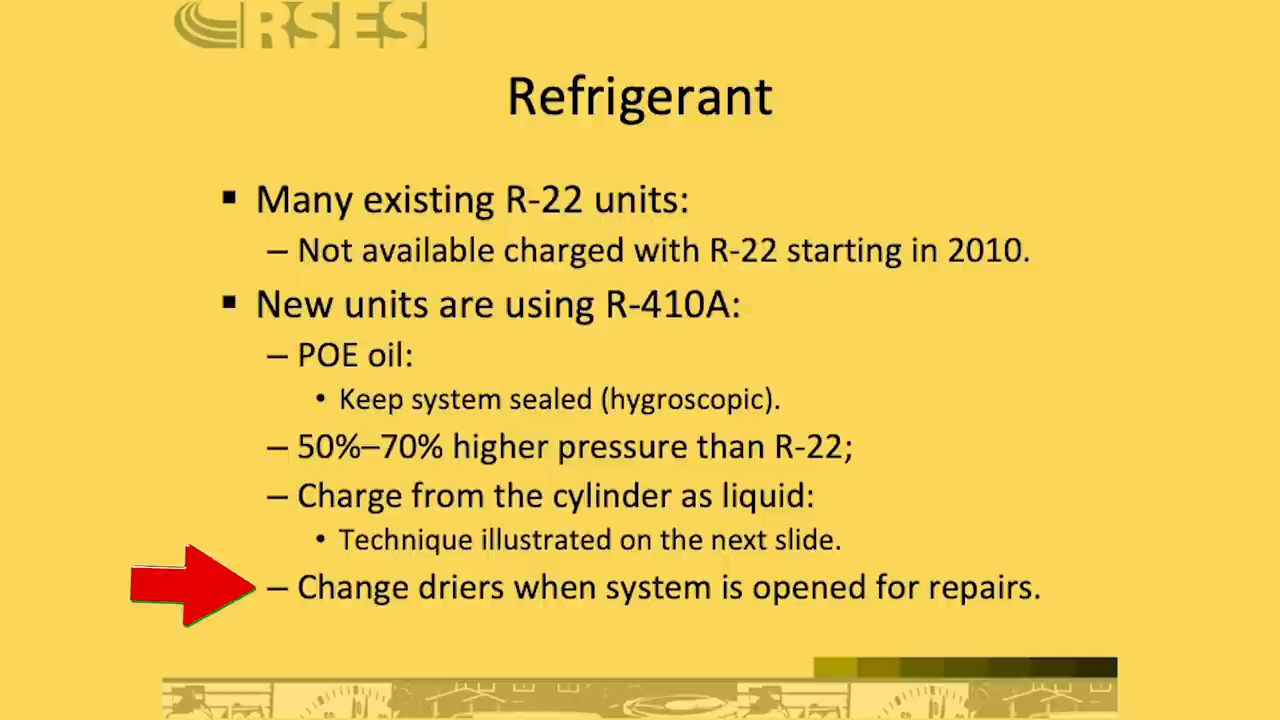 RSES
Refrigerant
▪ Many existing R-22 units:
– Not available charged with R-22 starting in 2010.
▪ New units are using R-410A:
– POE oil:
• Keep system sealed (hygroscopic).
– 50%–70% higher pressure than R-22;
– Charge from the cylinder as liquid:
• Technique illustrated on the next slide.
– Change driers when system is opened for repairs.